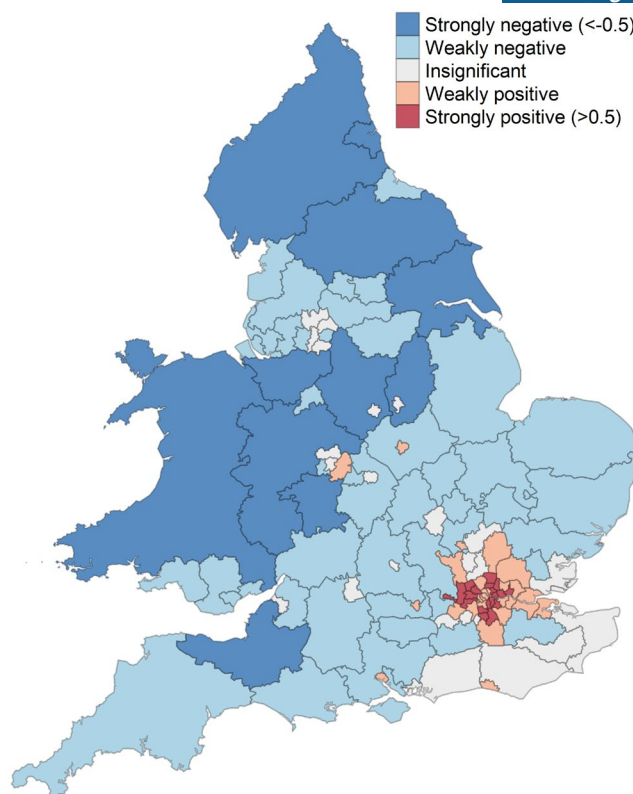 Strongly negative (<-0.5)
Weakly negative
Insignificant
Weakly positive
Strongly positive (>0.5)